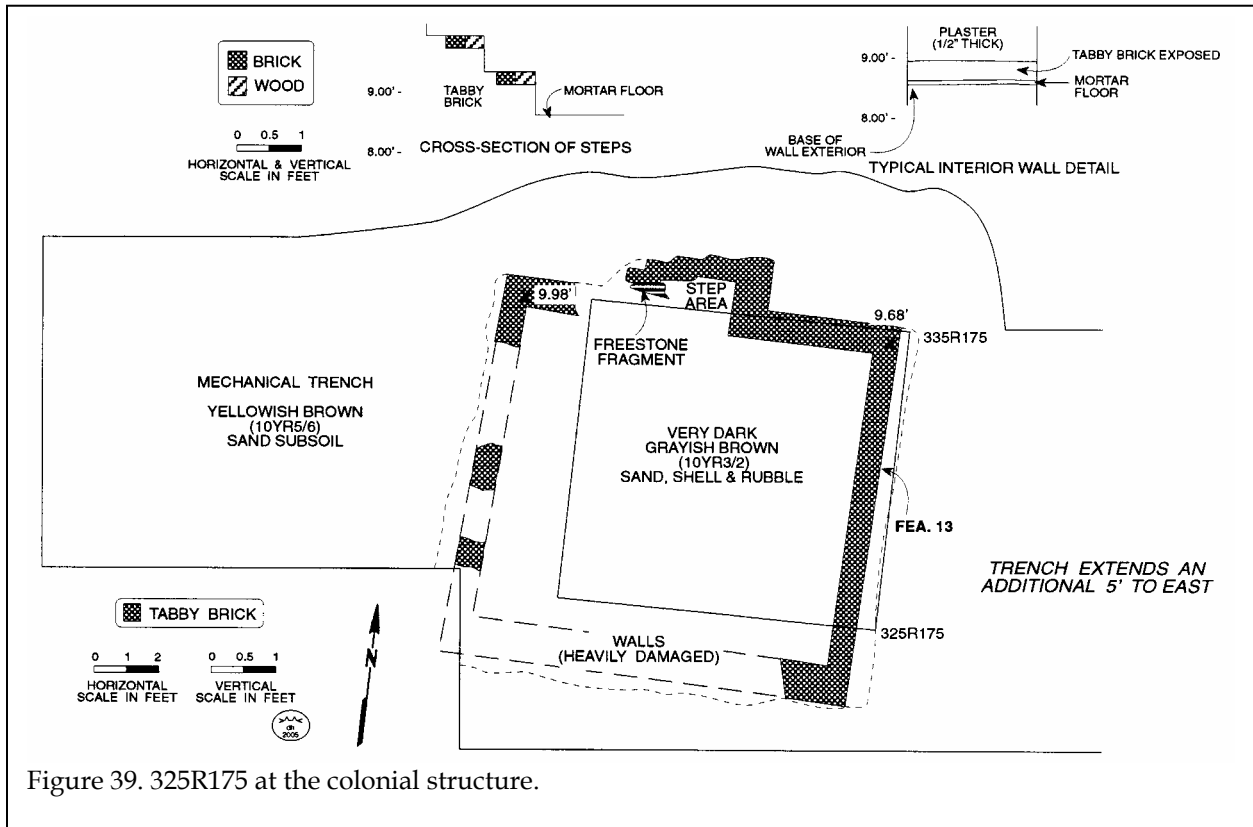 BRICK
WOOD
0 0.5 1
HORIZONTAL & VERTICAL
SCALE IN FEET
9.00' -
8.00' -
TABBY
BRICK
MORTAR FLOOR
CROSS-SECTION OF STEPS
PLASTER
(1/2" THICK)
9.00' -
8.00' -
TABBY BRICK EXPOSED
MORTAR
FLOOR
BASE OF
WALL EXTERIOR
TYPICAL INTERIOR WALL DETAIL
9.98'
STEP
AREA
9.68'
335R175
FREESTONE
FRAGMENT
MECHANICAL TRENCH
YELLOWISH BROWN
(10YR5/6)
SAND SUBSOIL
VERY DARK
GRAYISH BROWN
(10YR3/2)
SAND, SHELL & RUBBLE
FEA. 13
TRENCH EXTENDS AN
ADDITIONAL 5' TO EAST
325R175
WALLS
(HEAVILY DAMAGED)
TABBY BRICK
0 1 2
HORIZONTAL
SCALE IN FEET
0 0.5 1
VERTICAL
SCALE IN FEET
N
dh
2005
Figure 39. 325R175 at the colonial structure.